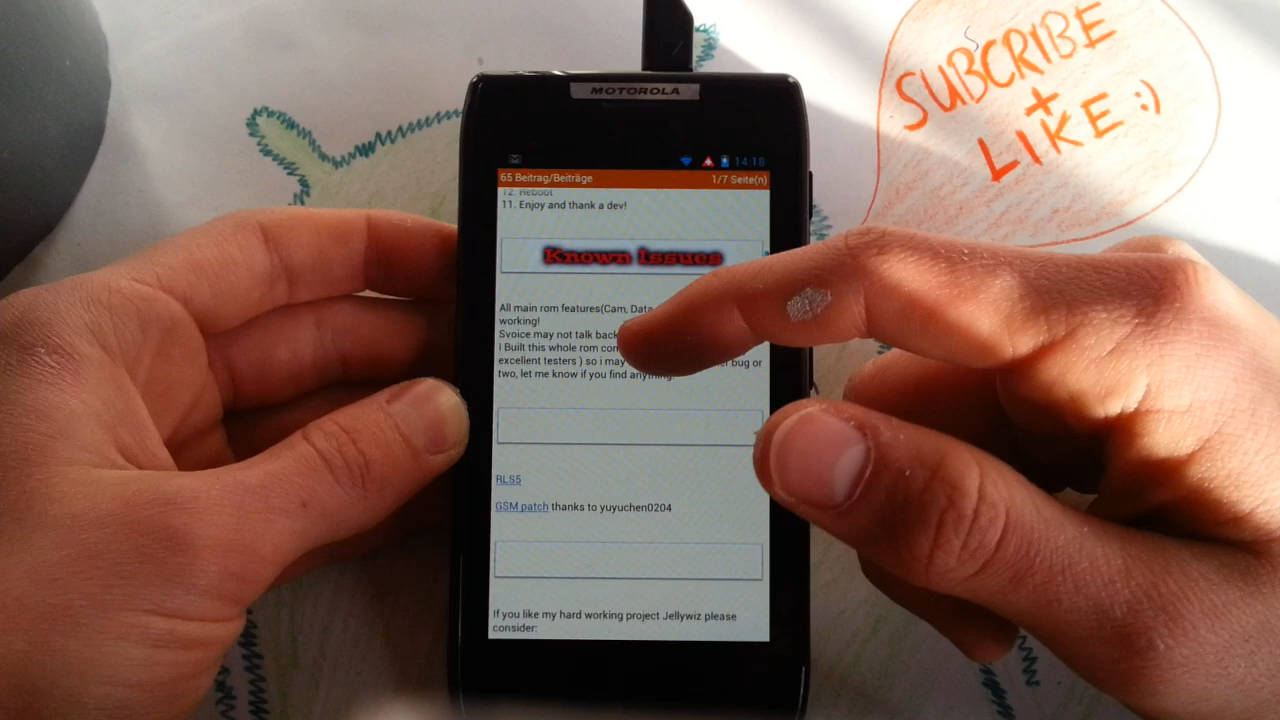 SUBCRIBE
+
LIKE :)
MOTOROLA
14:18
65 Beitrag/Beiträge 1/7 Seite(n)
12. Reboot
11. Enjoy and thank a dev!
Known Issues
All main rom features(Cam, Data
working!
Svoice may not talk back
I Built this whole rom
excellent testers ) so i may bug or
two, let me know if you find anything.
RLS5
GSM patch thanks to yuyuchen0204
If you like my hard working project Jellywiz please
consider: